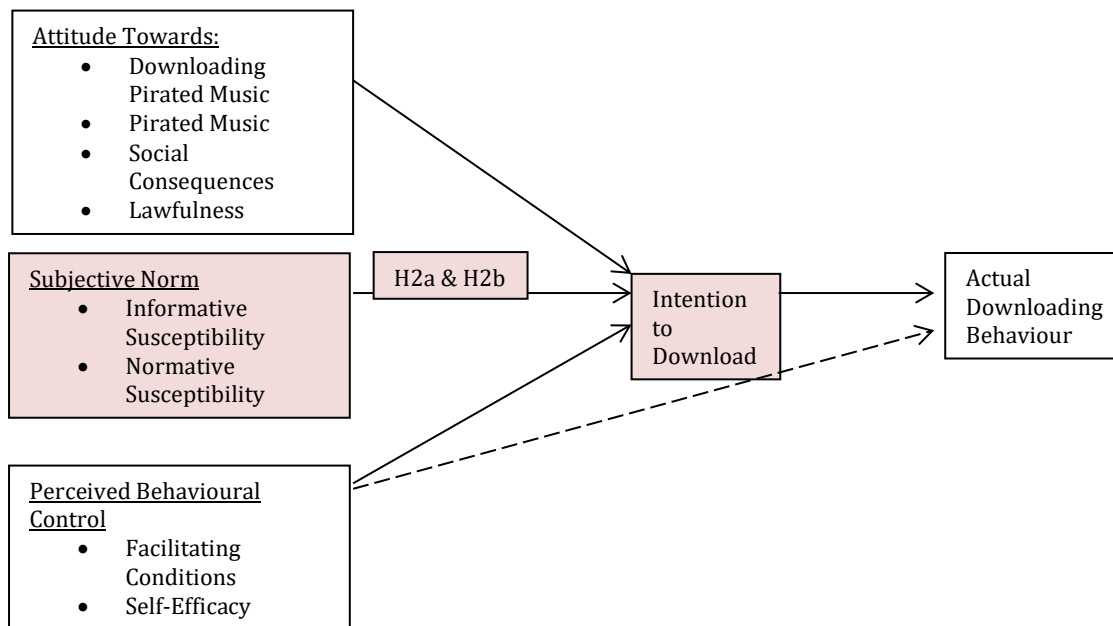 Attitude Towards:
• Downloading
Pirated Music
• Pirated Music
• Social
Consequences
• Lawfulness
Subjective Norm
• Informative
Susceptibility
• Normative
Susceptibility
H2a & H2b
Intention
to
Download
Actual
Downloading
Behaviour
Perceived Behavioural
Control
• Facilitating
Conditions
• Self-Efficacy